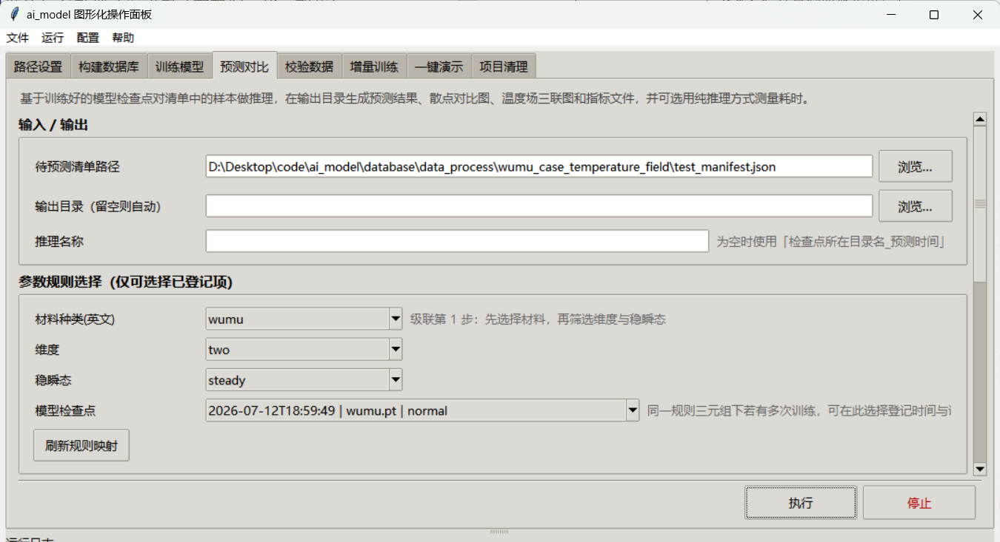 ai_model 图形化操作面板
文件 运行 配置 帮助
路径设置 构建数据库 训练模型 预测对比 校验数据 增量训练 一键演示 项目清理
基于训练好的模型检查点对清单中的样本做推理，在输出目录生成预测结果、散点对比图、温度场三联图和指标文件，并可选用纯推理方式测量耗时。
输入 / 输出
待预测清单路径 D:\Desktop\code\ai_model\database\data_process\wumu_case_temperature_field\test_manifest.json 浏览...
输出目录（留空则自动） 浏览...
推理名称 为空时使用「检查点所在目录名_预测时间」
参数规则选择（仅可选择已登记项）
材料种类(英文) wumu 级联第 1 步：先选择材料，再筛选维度与稳瞬态
维度 two
稳瞬态 steady
模型检查点 2026-07-12T18:59:49 | wumu.pt | normal 同一规则三元组下若有多次训练，可在此选择登记时间与
刷新规则映射
执行 停止
运行日志